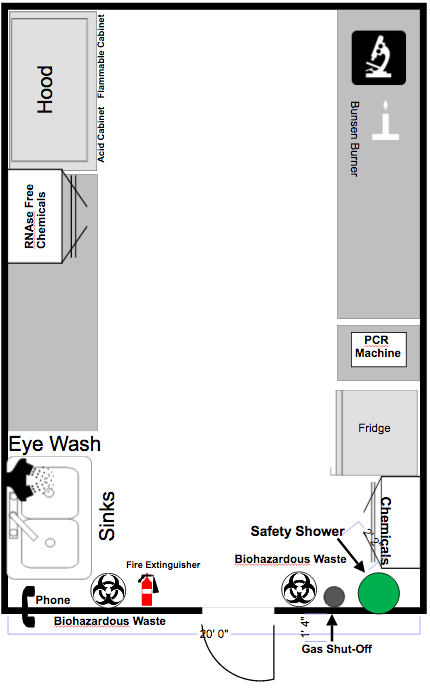 Flammable Cabinet
Acid Cabinet
Hood
Bunsen Burner
RNAse Free
Chemicals
PCR
Machine
Fridge
Eye Wash
Sinks
Chemicals
Safety Shower
Biohazardous Waste
Fire Extinguisher
Phone
Biohazardous Waste
20' 0"
1' 4"
Gas Shut-Off